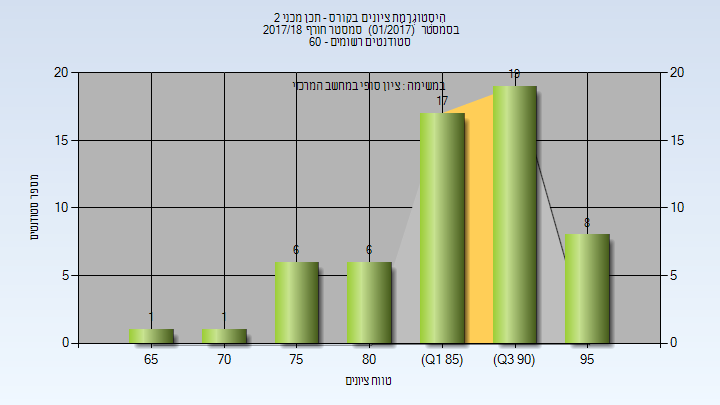 היסטוגרמת ציונים בקורס - תכן מכני 2
בסמסטר (01/2017) סמסטר חורף 2017/18
סטודנטים רשומים - 60
במשימה : ציון סופי במחשב המרכזי
מספר סטודנטים
20 20
15 15
10 10
5 5
0 0
1 1 6 6 17 19 8
65 70 75 80 (Q1 85) (Q3 90) 95
טווח ציונים